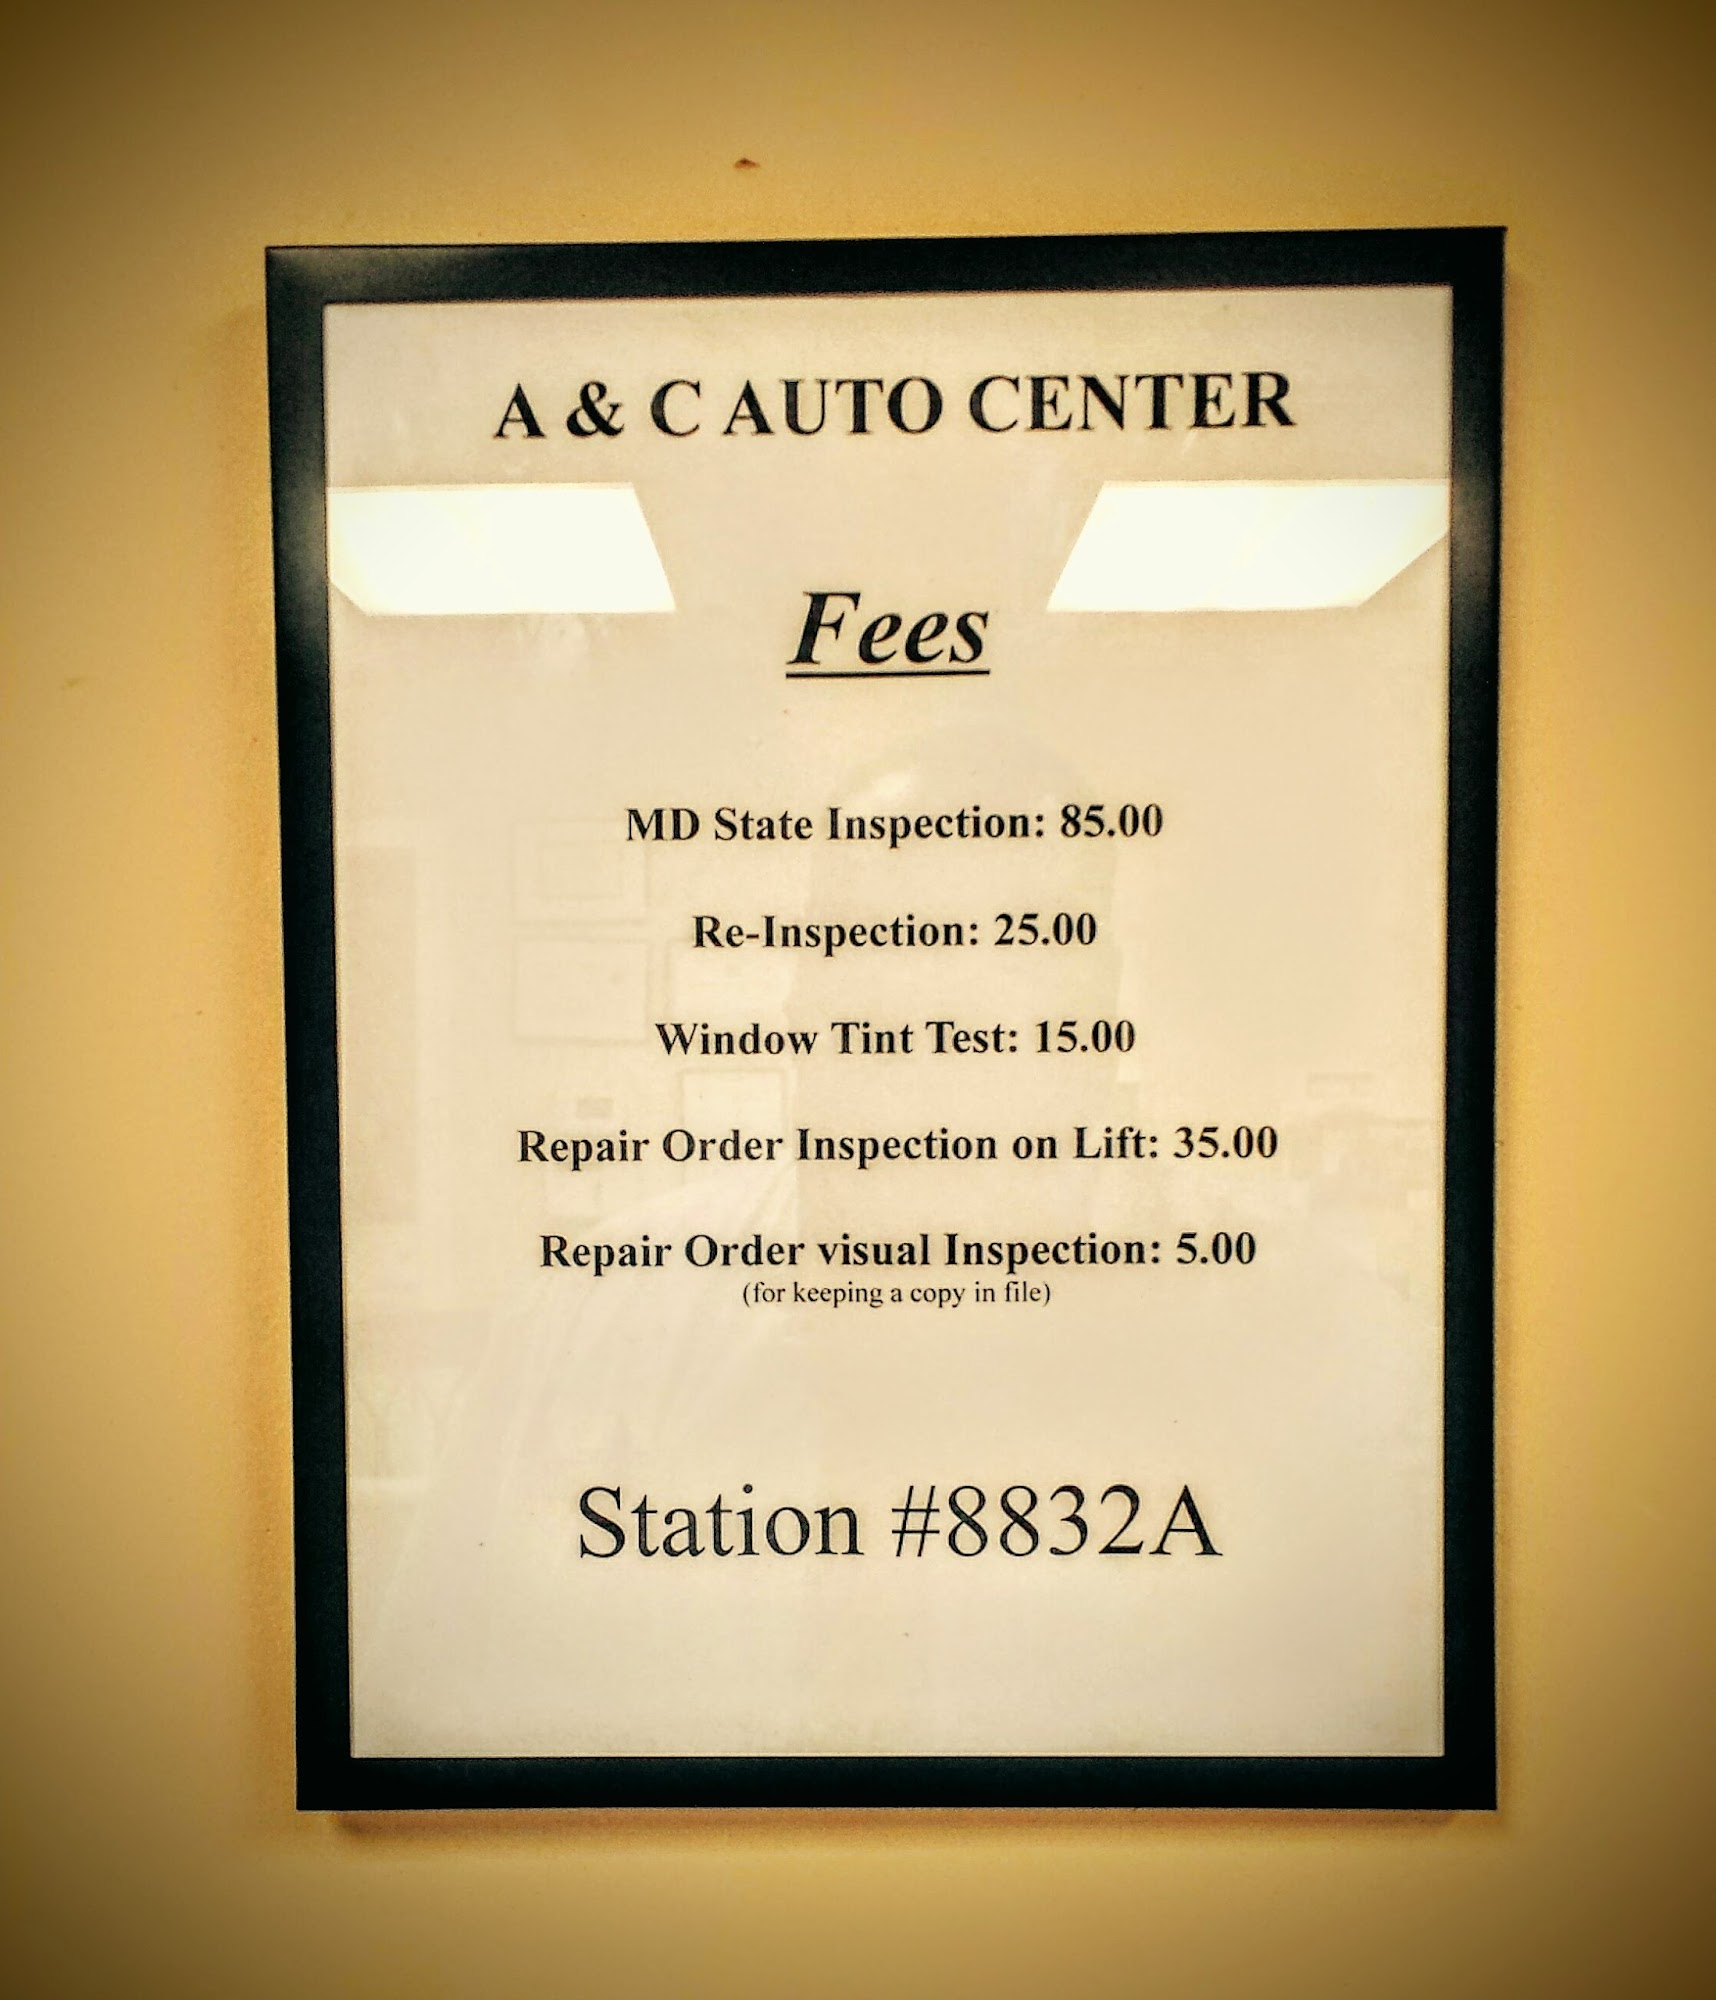 A & C AUTO CENTER
Fees
MD State Inspection: 85.00
Re-Inspection: 25.00
Window Tint Test: 15.00
Repair Order Inspection on Lift: 35.00
Repair Order visual Inspection: 5.00
(for keeping a copy in file)
Station #8832A